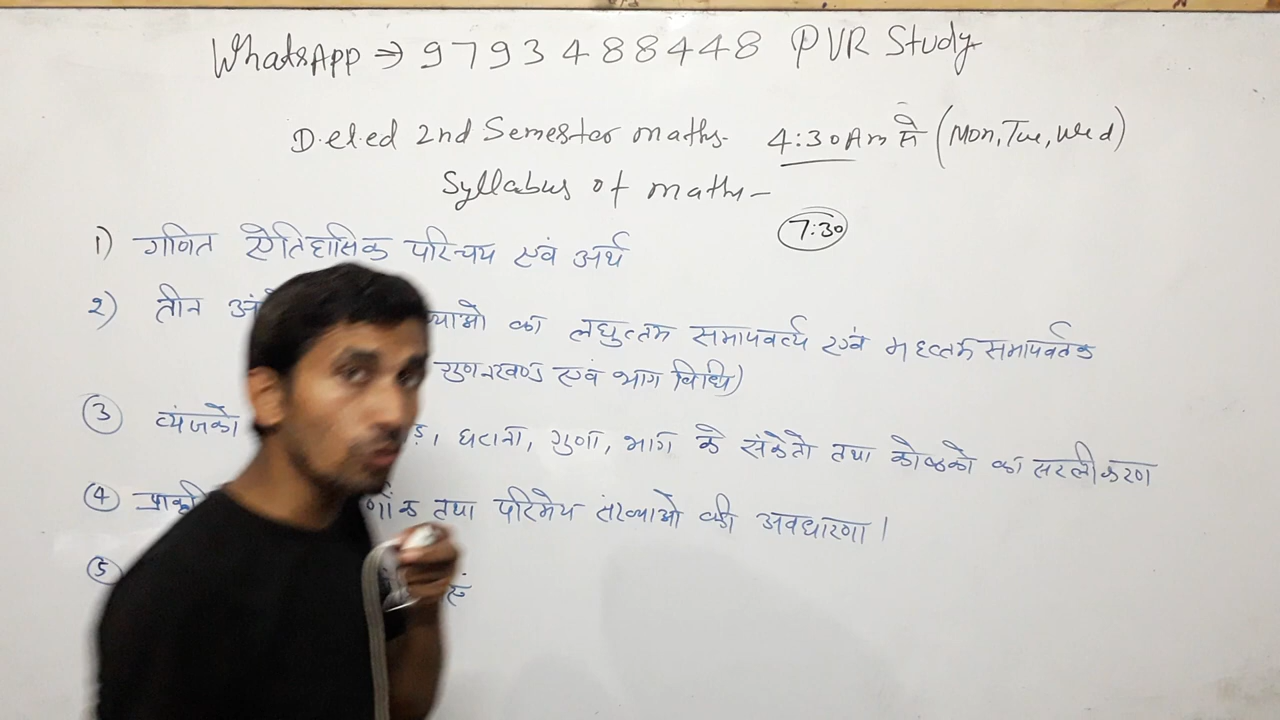 WhatsApp → 9793488448 PVR Study
D.el.ed 2nd Semester maths. 4:30 Am से (Mon, Tue, Wed)
Syllabus of maths -
7:30
1) गणित ऐतिहासिक परिचय एवं अर्थ
2) तीन का लघुत्तम समापवर्त्य एवं महत्तम समापवर्तक
गुणनखण्ड एवं भाग विधि)
3 व्यंजको घटाना, गुणा, भाग के संकेतो तथा कोष्ठको का सरलीकरण
4 तथा परिमेय संख्याओ की अवधारणा।
5